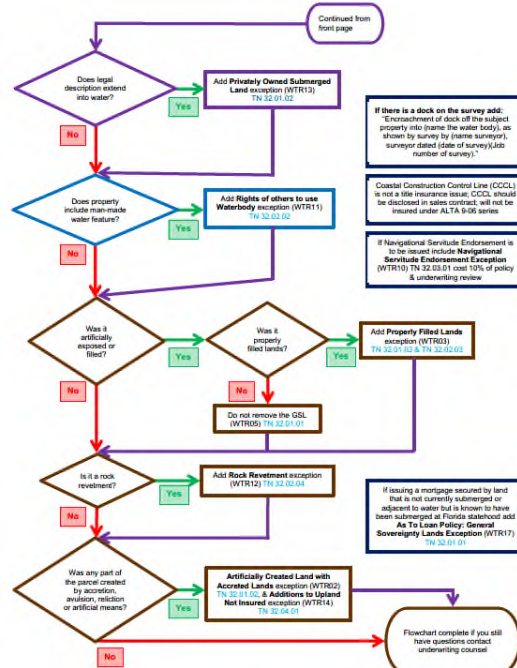 Continued from
front page
Does legal
description extend
into water?
Yes
Add Privately Owned Submerged
Land exception (WTR13)
TN 32.01.02
No
If there is a dock on the survey add:
"Encroachment of dock off the subject
property into (name the water body), as
shown by survey by (name surveyor),
surveyor dated (date of survey)(Job
number of survey)."
Does property
include man-made
water feature?
Yes
Add Rights of others to use
Waterbody exception (WTR11)
TN 32.02.02
No
Coastal Construction Control Line (CCCL)
is not a title insurance issue; CCCL should
be disclosed in sales contract; will not be
insured under ALTA 9-06 series
If Navigational Servitude Endorsement is
to be issued include Navigational
Servitude Endorsement Exception
(WTR10) TN 32.03.01 cost 10% of policy
& underwriting review
Was it
artificially
exposed or
filled?
Yes
Was it
properly
filled lands?
Yes
Add Properly Filled Lands
exception (WTR03)
TN 32.01.02 & TN 32.02.03
No
No
Do not remove the GSL
(WTR05) TN 32.01.01
Is it a rock
revetment?
Yes
Add Rock Revetment exception
(WTR12) TN 32.02.04
No
If issuing a mortgage secured by land
that is not currently submerged or
adjacent to water but is known to have
been submerged at Florida statehood add
As To Loan Policy: General
Sovereignty Lands Exception (WTR17)
TN 32.01.01
Was any part of
the parcel created
by accretion,
avulsion, reliction
or artificial means?
Yes
Artificially Created Land with
Accreted Lands exception (WTR02)
TN 32.01.02, & Additions to Upland
Not Insured exception (WTR14)
TN 32.04.01
No
Flowchart complete if you still
have questions contact
underwriting counsel